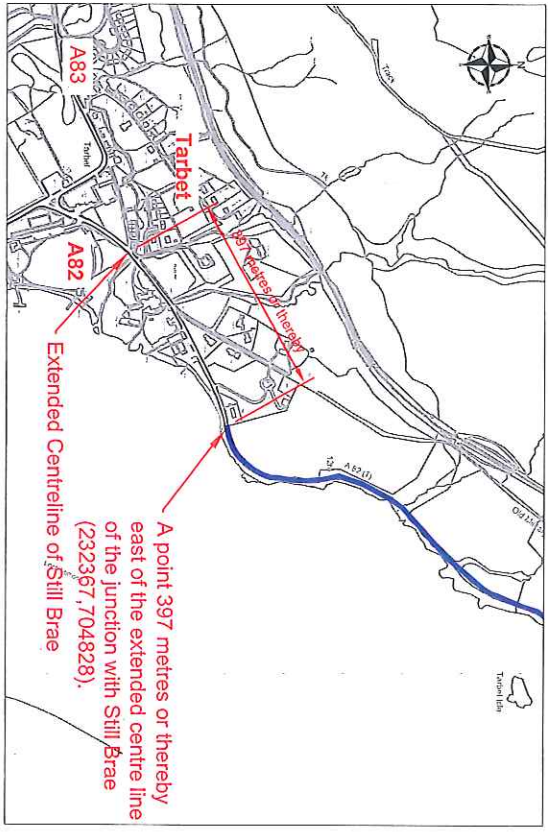 N
Track
A83
Tarbet
Tarbet
A82
397 metres or thereby
A 82 (T)
Tarbet Isle
Extended Centreline of Still Brae
A point 397 metres or thereby
east of the extended centre line
of the junction with Still Brae
(232367,704828).